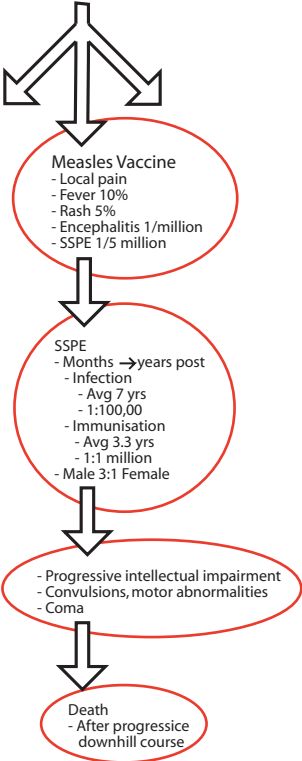 Measles Vaccine
- Local pain
- Fever 10%
- Rash 5%
- Encephalitis 1/million
- SSPE 1/5 million
SSPE
- Months → years post
- Infection
- Avg 7 yrs
- 1:100,00
- Immunisation
- Avg 3.3 yrs
- 1:1 million
- Male 3:1 Female
- Progressive intellectual impairment
- Convulsions, motor abnormalities
- Coma
Death
- After progressice
downhill course